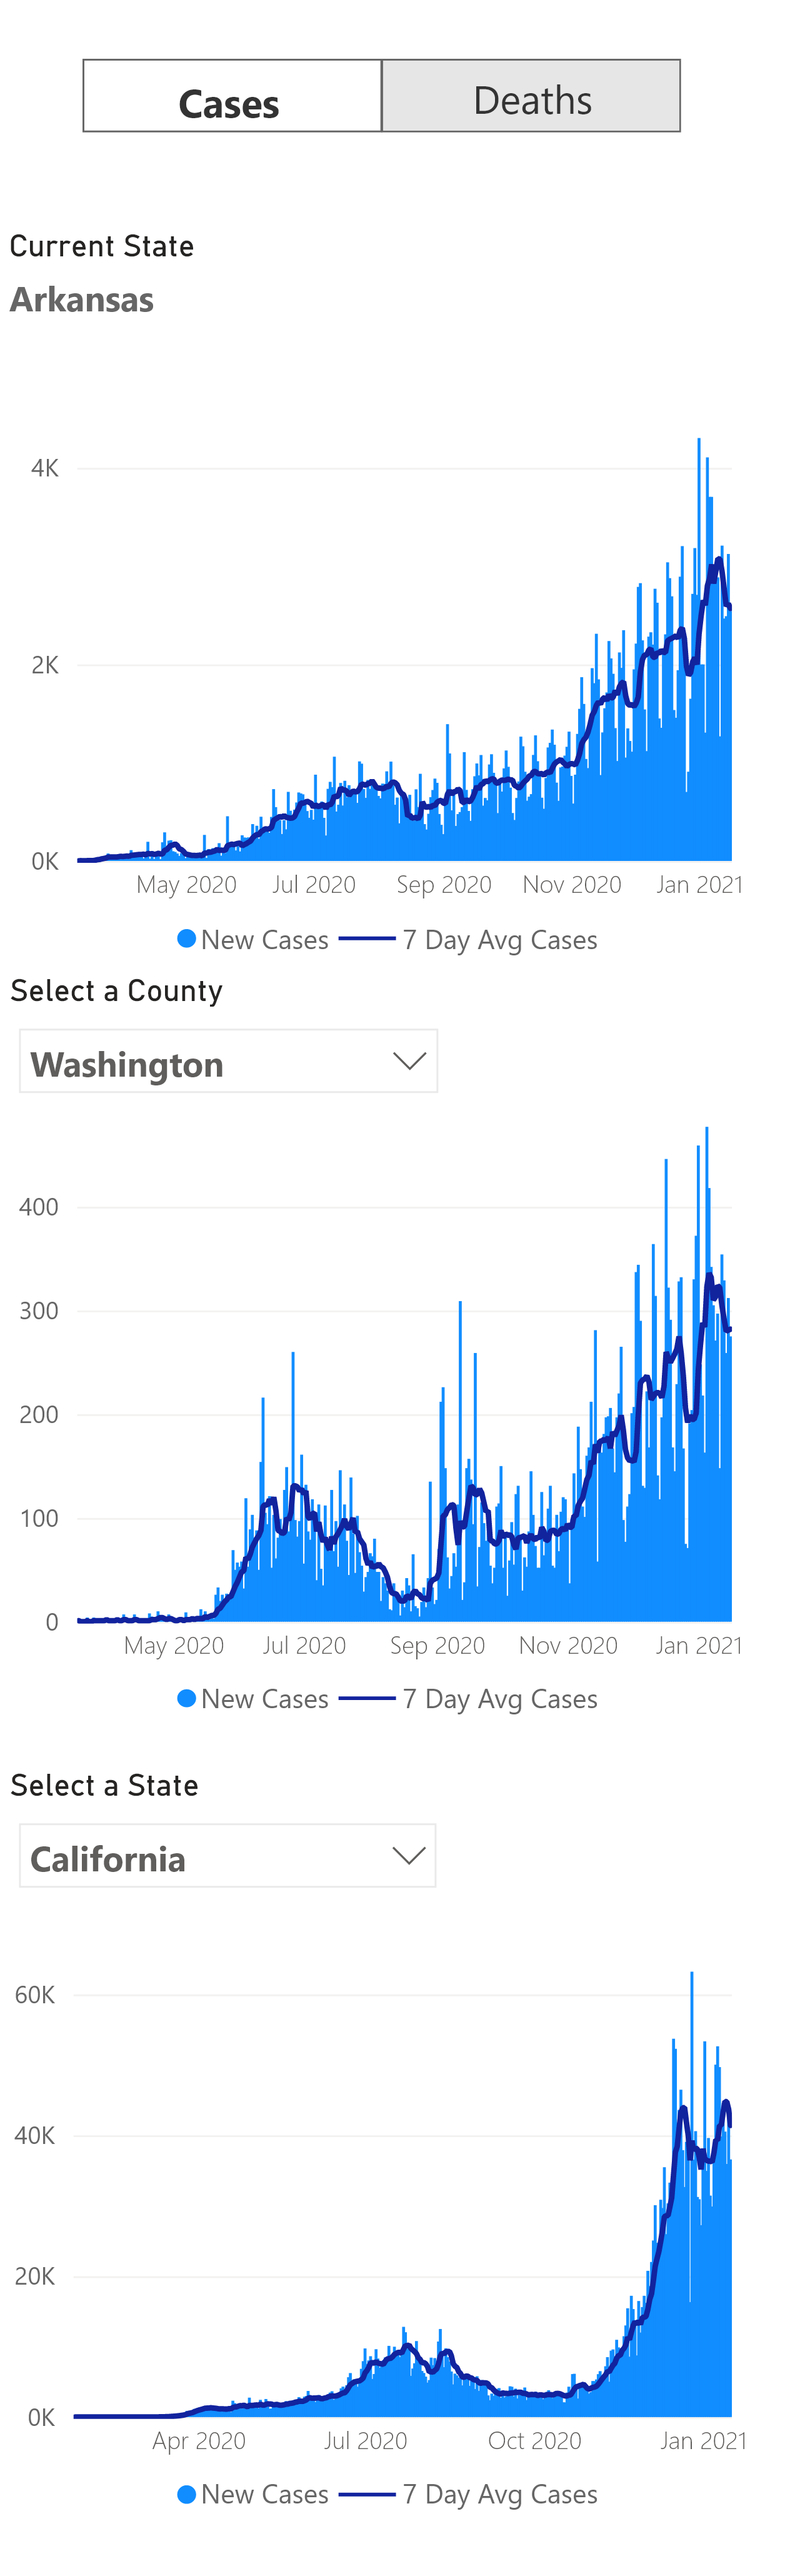 Cases Deaths
Current State
Arkansas
4K
2K
0K
May 2020 Jul 2020 Sep 2020 Nov 2020 Jan 2021
New Cases 7 Day Avg Cases
Select a County
Washington
400
300
200
100
0
May 2020 Jul 2020 Sep 2020 Nov 2020 Jan 2021
New Cases 7 Day Avg Cases
Select a State
California
60K
40K
20K
0K
Apr 2020 Jul 2020 Oct 2020 Jan 2021
New Cases 7 Day Avg Cases